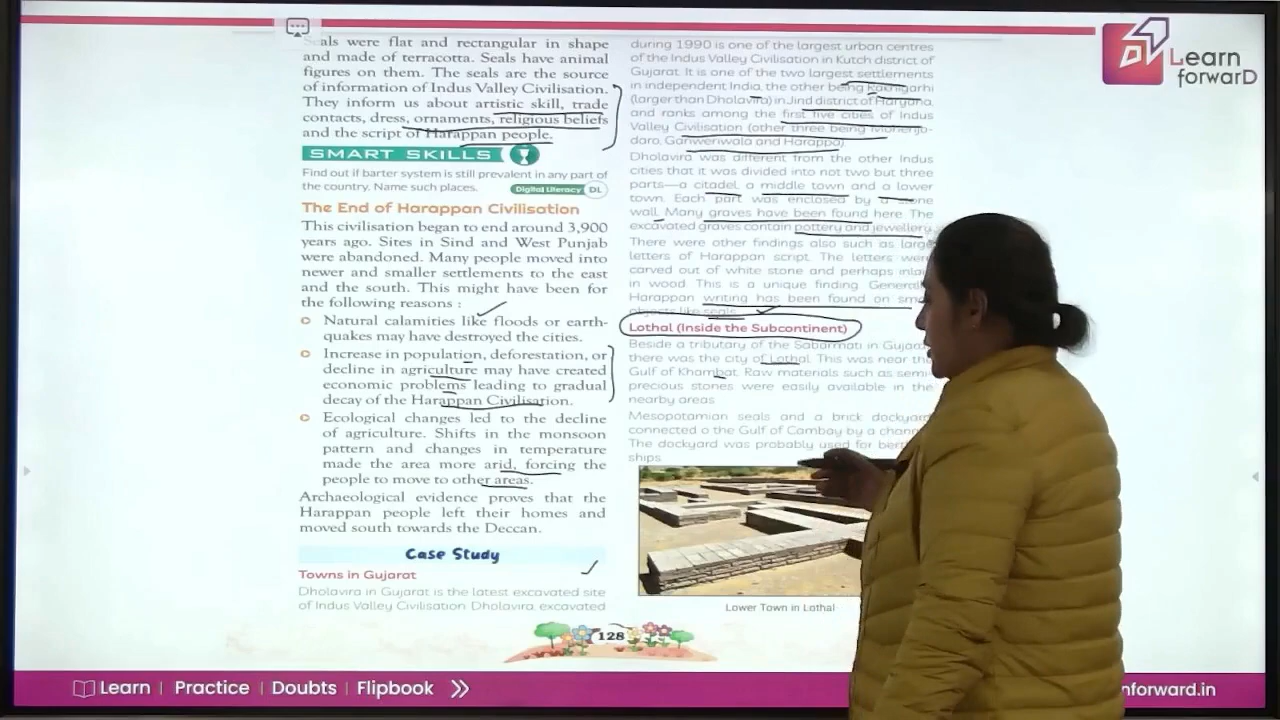 Seals were flat and rectangular in shape
and made of terracotta. Seals have animal
figures on them. The seals are the source
of information of Indus Valley Civilisation.
They inform us about artistic skill, trade
contacts, dress, ornaments, religious beliefs
and the script of Harappan people.
SMART SKILLS
Find out if barter system is still prevalent in any part of
the country. Name such places. Digital Literacy DL
The End of Harappan Civilisation
This civilisation began to end around 3,900
years ago. Sites in Sind and West Punjab
were abandoned. Many people moved into
newer and smaller settlements to the east
and the south. This might have been for
the following reasons :
Natural calamities like floods or earth-
quakes may have destroyed the cities.
Increase in population, deforestation, or
decline in agriculture may have created
economic problems leading to gradual
decay of the Harappan Civilisation.
Ecological changes led to the decline
of agriculture. Shifts in the monsoon
pattern and changes in temperature
made the area more arid, forcing the
people to move to other areas.
Archaeological evidence proves that the
Harappan people left their homes and
moved south towards the Deccan.
Case Study
Towns in Gujarat
Dholavira in Gujarat is the latest excavated site
of Indus Valley Civilisation Dholavira excavated
during 1990 is one of the largest urban centres
of the Indus Valley Civilisation in Kutch district of
Gujarat. It is one of the two largest settlements
in independent India, the other being Rakhigarhi
(larger than Dholavira) in Jind district of Haryana
and ranks among the first five cities of Indus
Valley Civilisation (other three being Mohenjo-
daro, Ganweriwala and Harappa)
Dholavira was different from the other Indus
cities that it was divided into not two but three
parts—a citadel, a middle town and a lower
town. Each part was enclosed by a stone
wall. Many graves have been found here. The
excavated graves contain pottery and jewellery.
There were other findings also such as large
letters of Harappan script. The letters were
carved out of white stone and perhaps
in wood. This is a unique finding
Harappan writing has been found on
objects like seals.
Lothal (Inside the Subcontinent)
Beside a tributary of the Sabarmati in
there was the city of Lothal. This was near the
Gulf of Khambat. Raw materials such as semi-
precious stones were easily available in the
nearby areas
Mesopotamian seals and a brick
connected o the Gulf of Cambay by a
The dockyard was probably used for
ships.
Lower Town in Lothal
128
Learn
forwarD
Learn | Practice | Doubts | Flipbook
nforward.in